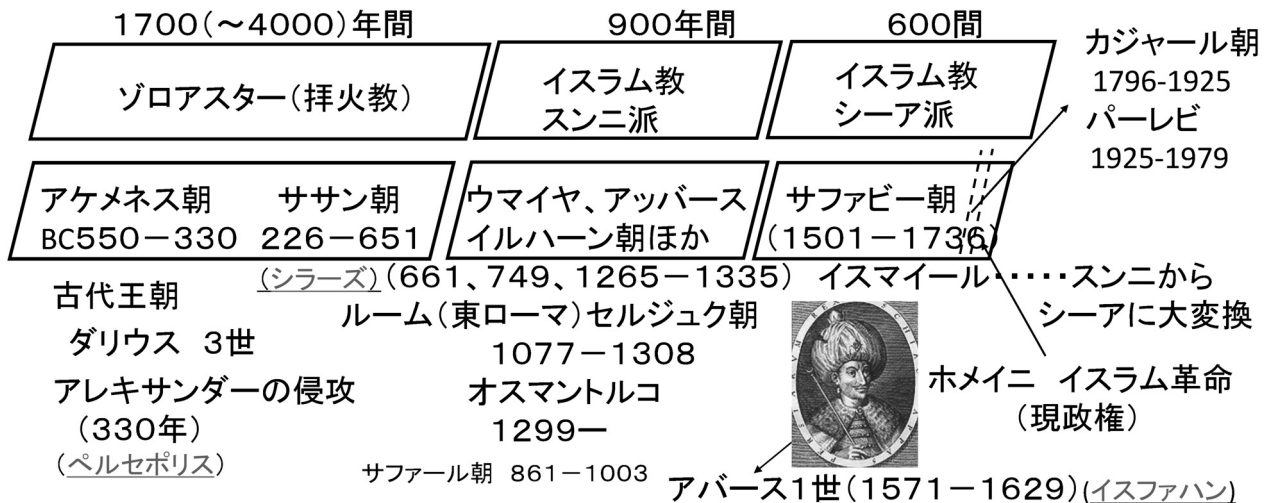 1700(～4000)年間
900年間
600間
ゾロアスター(拝火教)
イスラム教
スンニ派
イスラム教
シーア派
カジャール朝
1796-1925
パーレビ
1925-1979
アケメネス朝
BC550－330
ササン朝
226－651
ウマイヤ、アッバース
イルハーン朝ほか
サファビー朝
(1501－1736)
(シラーズ)(661、749、1265－1335)
イスマイール・・・・・スンニから
シーアに大変換
古代王朝
ダリウス 3世
アレキサンダーの侵攻
(330年)
(ペルセポリス)
ルーム(東ローマ)セルジュク朝
1077－1308
オスマントルコ
1299ー
サファール朝 861－1003
ホメイニ イスラム革命
(現政権)
アバース1世(1571－1629)(イスファハン)